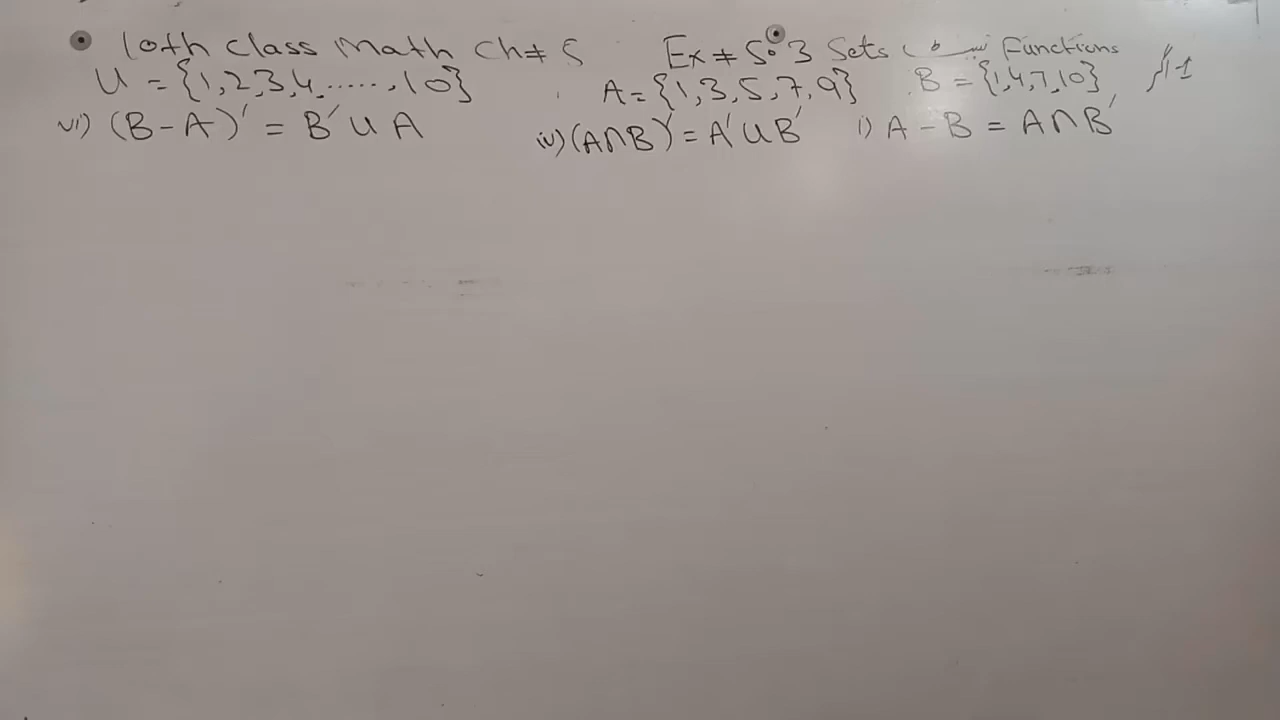 10th class Math Ch# 5 Ex # 5.3 Sets Functions
U = {1,2,3,4,.....,10} A={1,3,5,7,9} B={1,4,7,10}
vi) (B-A)′ = B′ ∪ A iv) (A∩B)′ = A′∪B′ i) A-B = A∩B′